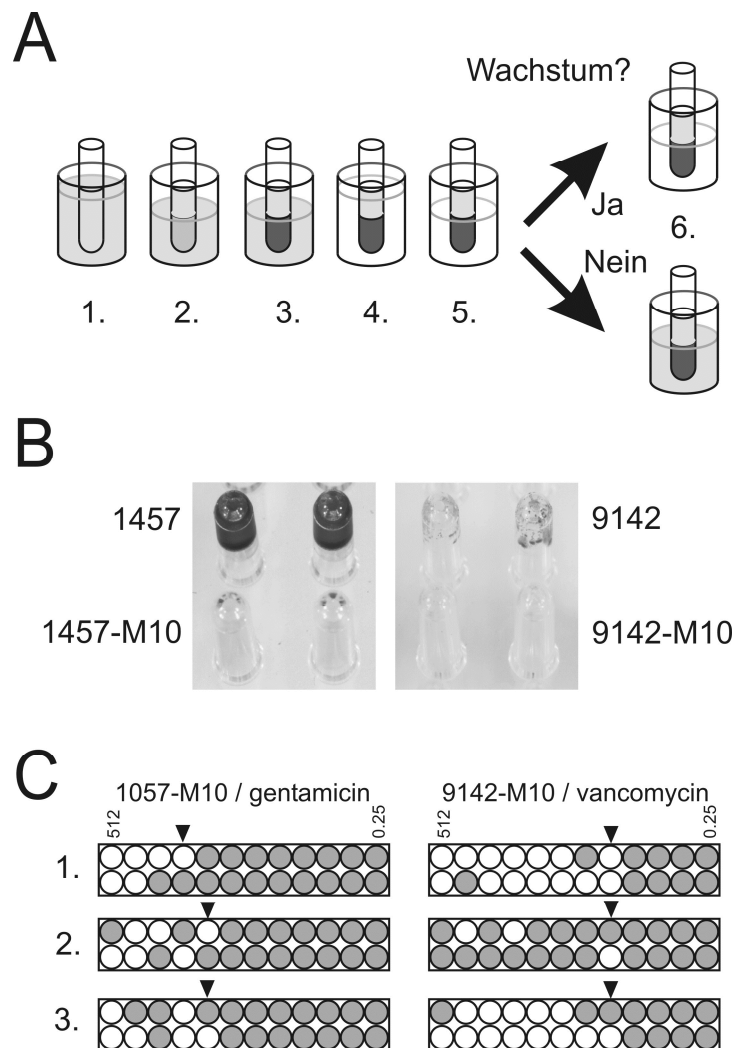 A
Wachstum?
Ja
6.
Nein
1. 2. 3. 4. 5.
B
1457
9142
1457-M10
9142-M10
C
1057-M10 / gentamicin
9142-M10 / vancomycin
512
0.25
512
0.25
1.
2.
3.